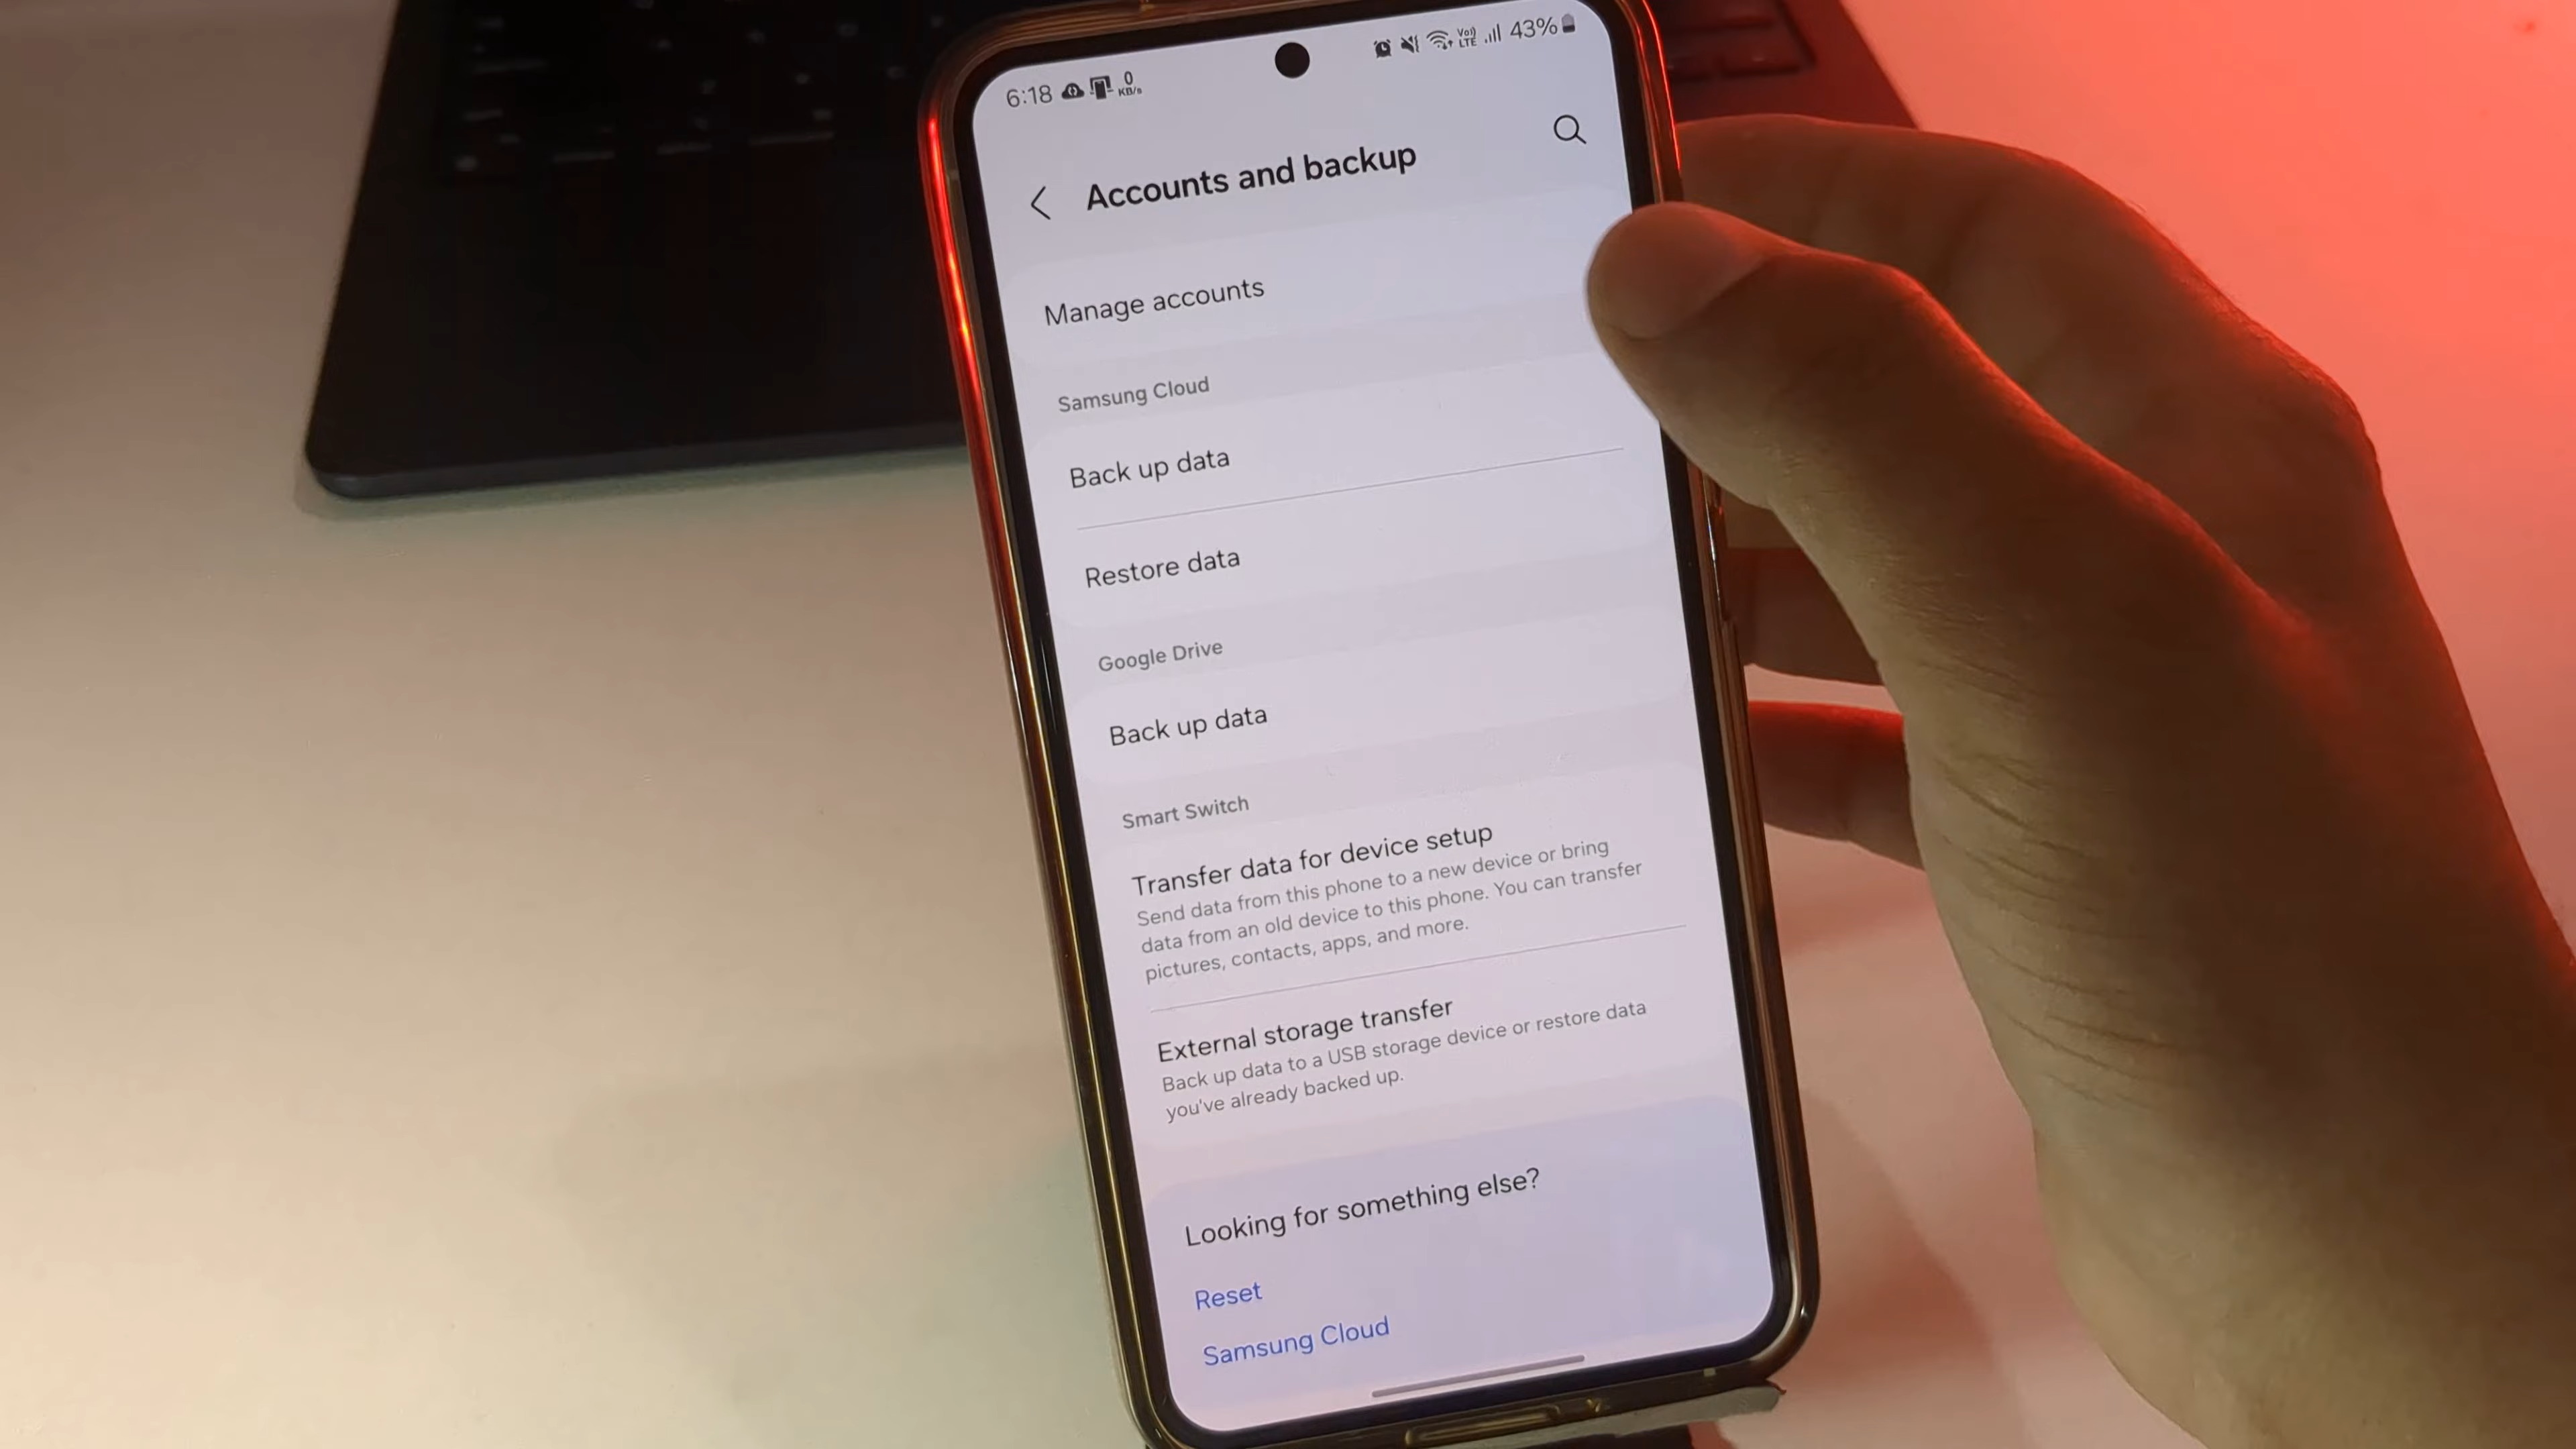 6:18 0 KB/s Vo) LTE 43%
Accounts and backup
Manage accounts
Samsung Cloud
Back up data
Restore data
Google Drive
Back up data
Smart Switch
Transfer data for device setup
Send data from this phone to a new device or bring
data from an old device to this phone. You can transfer
pictures, contacts, apps, and more.
External storage transfer
Back up data to a USB storage device or restore data
you've already backed up.
Looking for something else?
Reset
Samsung Cloud